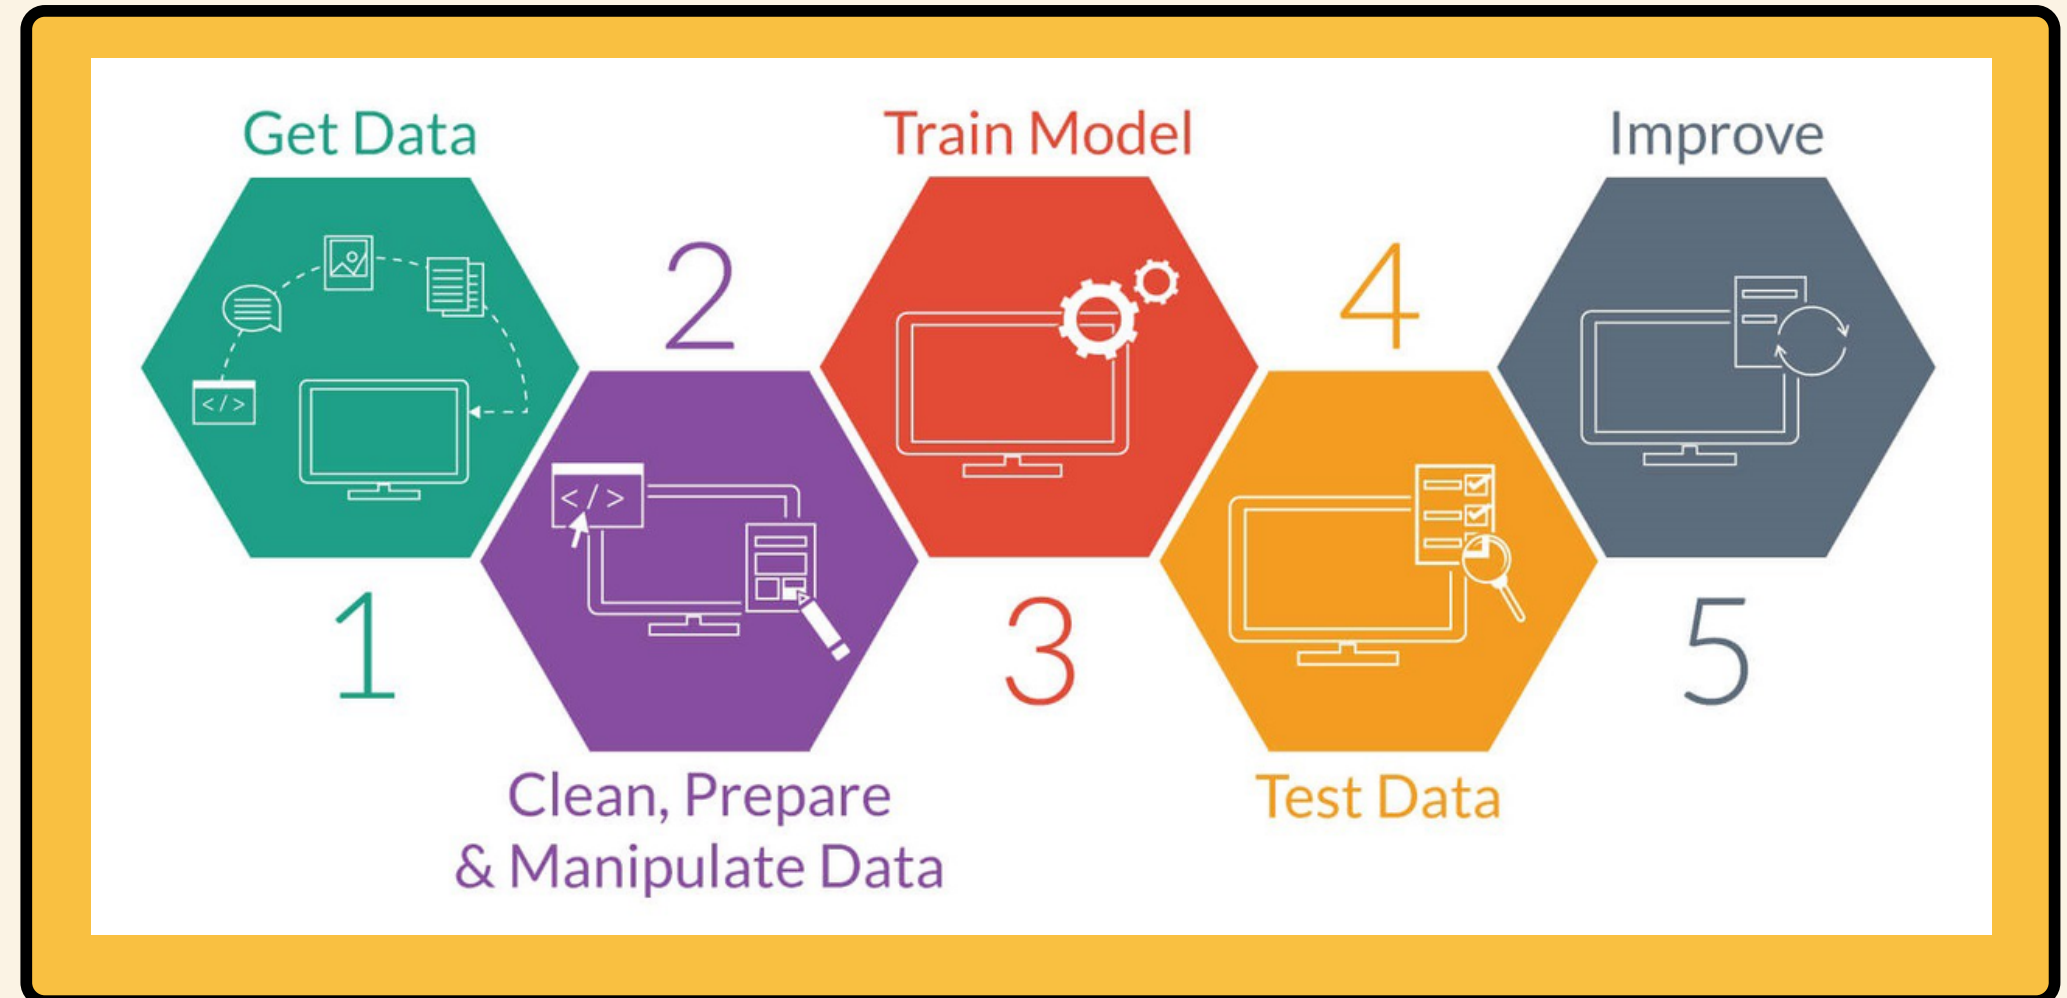 Get Data
1
2
Clean, Prepare
& Manipulate Data
Train Model
3
4
Test Data
Improve
5
</>
</>